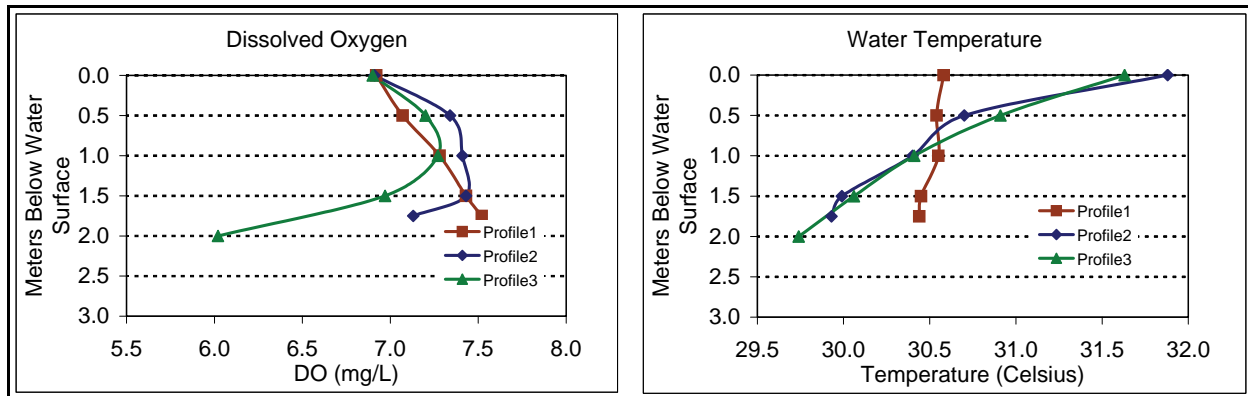 Dissolved Oxygen
0.0
0.5
1.0
1.5
2.0
2.5
3.0
Meters Below Water
Surface
5.5 6.0 6.5 7.0 7.5 8.0
DO (mg/L)
Profile1
Profile2
Profile3
Water Temperature
0.0
0.5
1.0
1.5
2.0
2.5
3.0
Meters Below Water
Surface
29.5 30.0 30.5 31.0 31.5 32.0
Temperature (Celsius)
Profile1
Profile2
Profile3